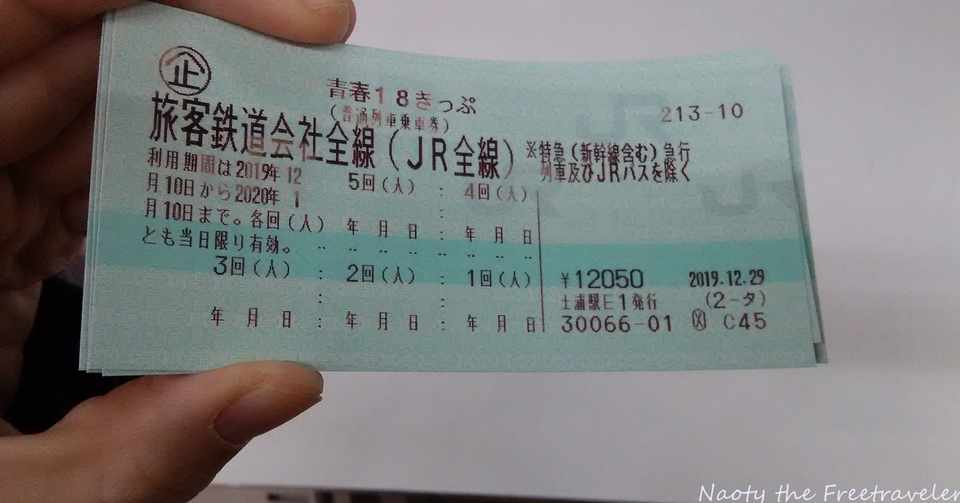 企
青春18きっぷ
(普通列車乗車券)
213-10
旅客鉄道会社全線(JR全線)
※特急(新幹線含む)急行
列車及びJRバスを除く
利用期間は2019年12
月10日から2020年 1
月10日まで。各回(人)
とも当日限り有効。
5回(人) : 4回(人)
年 月 日 : 年 月 日
3回(人) : 2回(人) : 1回(人)
年 月 日 : 年 月 日 : 年 月 日
¥12050 2019.12.29
土浦駅E1発行 (2-タ)
30066-01 C45
Naoty the Freetraveler